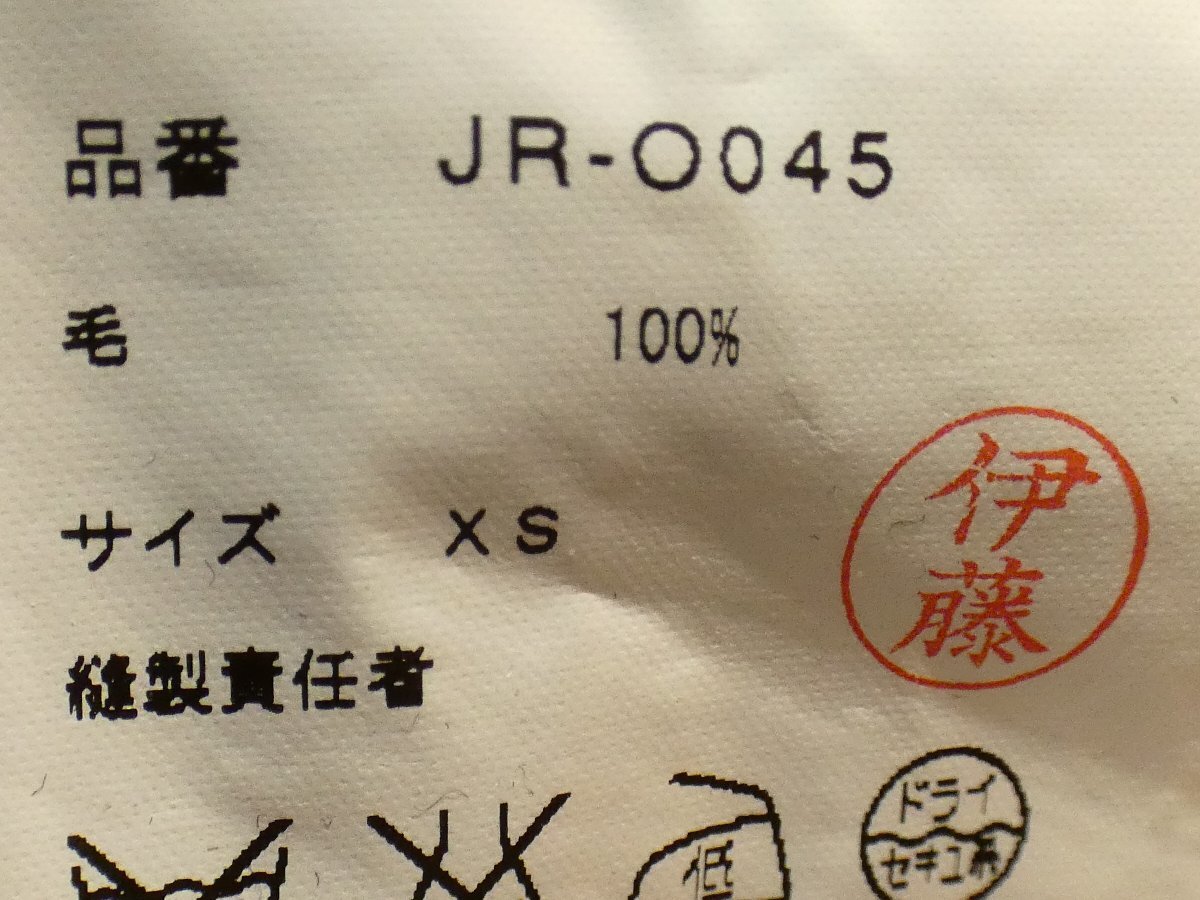 品番 JR-O045
毛 100%
サイズ XS
伊藤
縫製責任者
低
ドライ
セキユ系